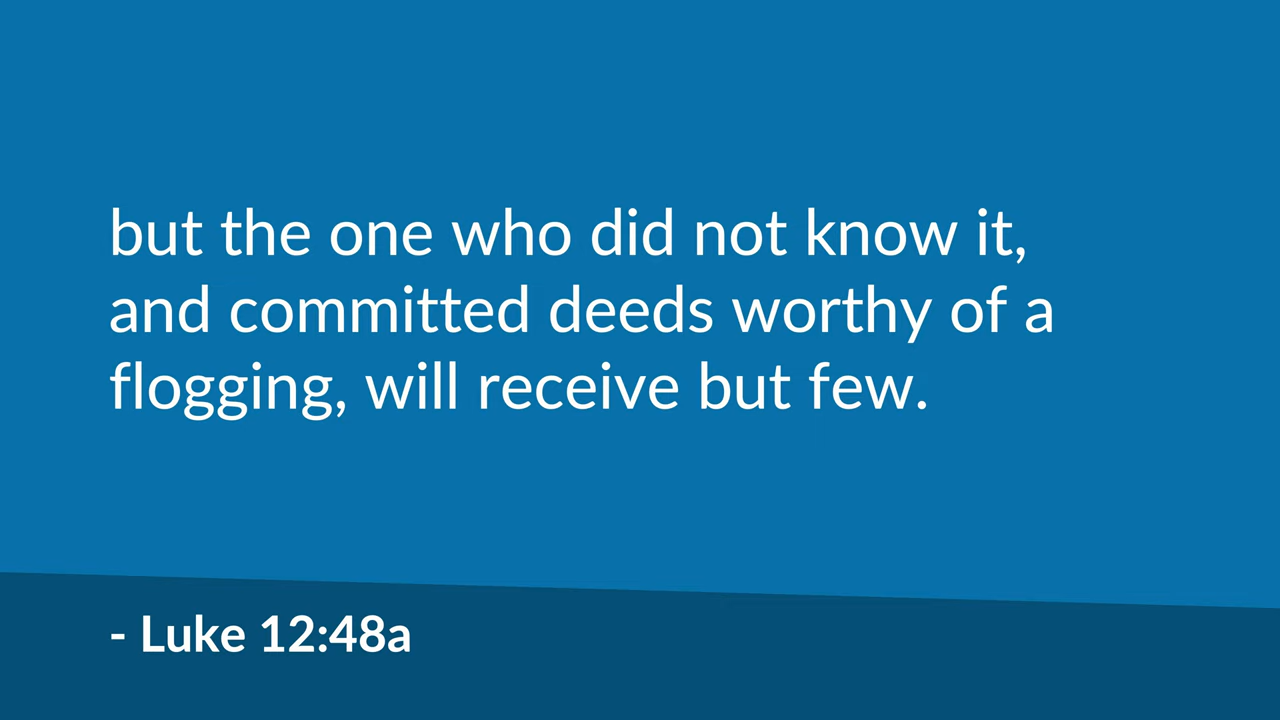 but the one who did not know it,
and committed deeds worthy of a
flogging, will receive but few.
- Luke 12:48a